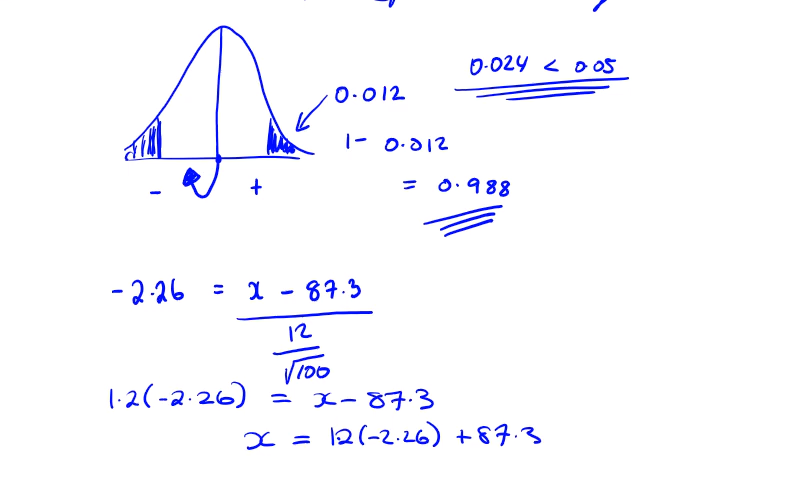 0.024 < 0.05
0.012
1 - 0.012
= 0.988
- +
-2.26 = x - 87.3
12
√100
1.2(-2.26) = x - 87.3
x = 12(-2.26) + 87.3